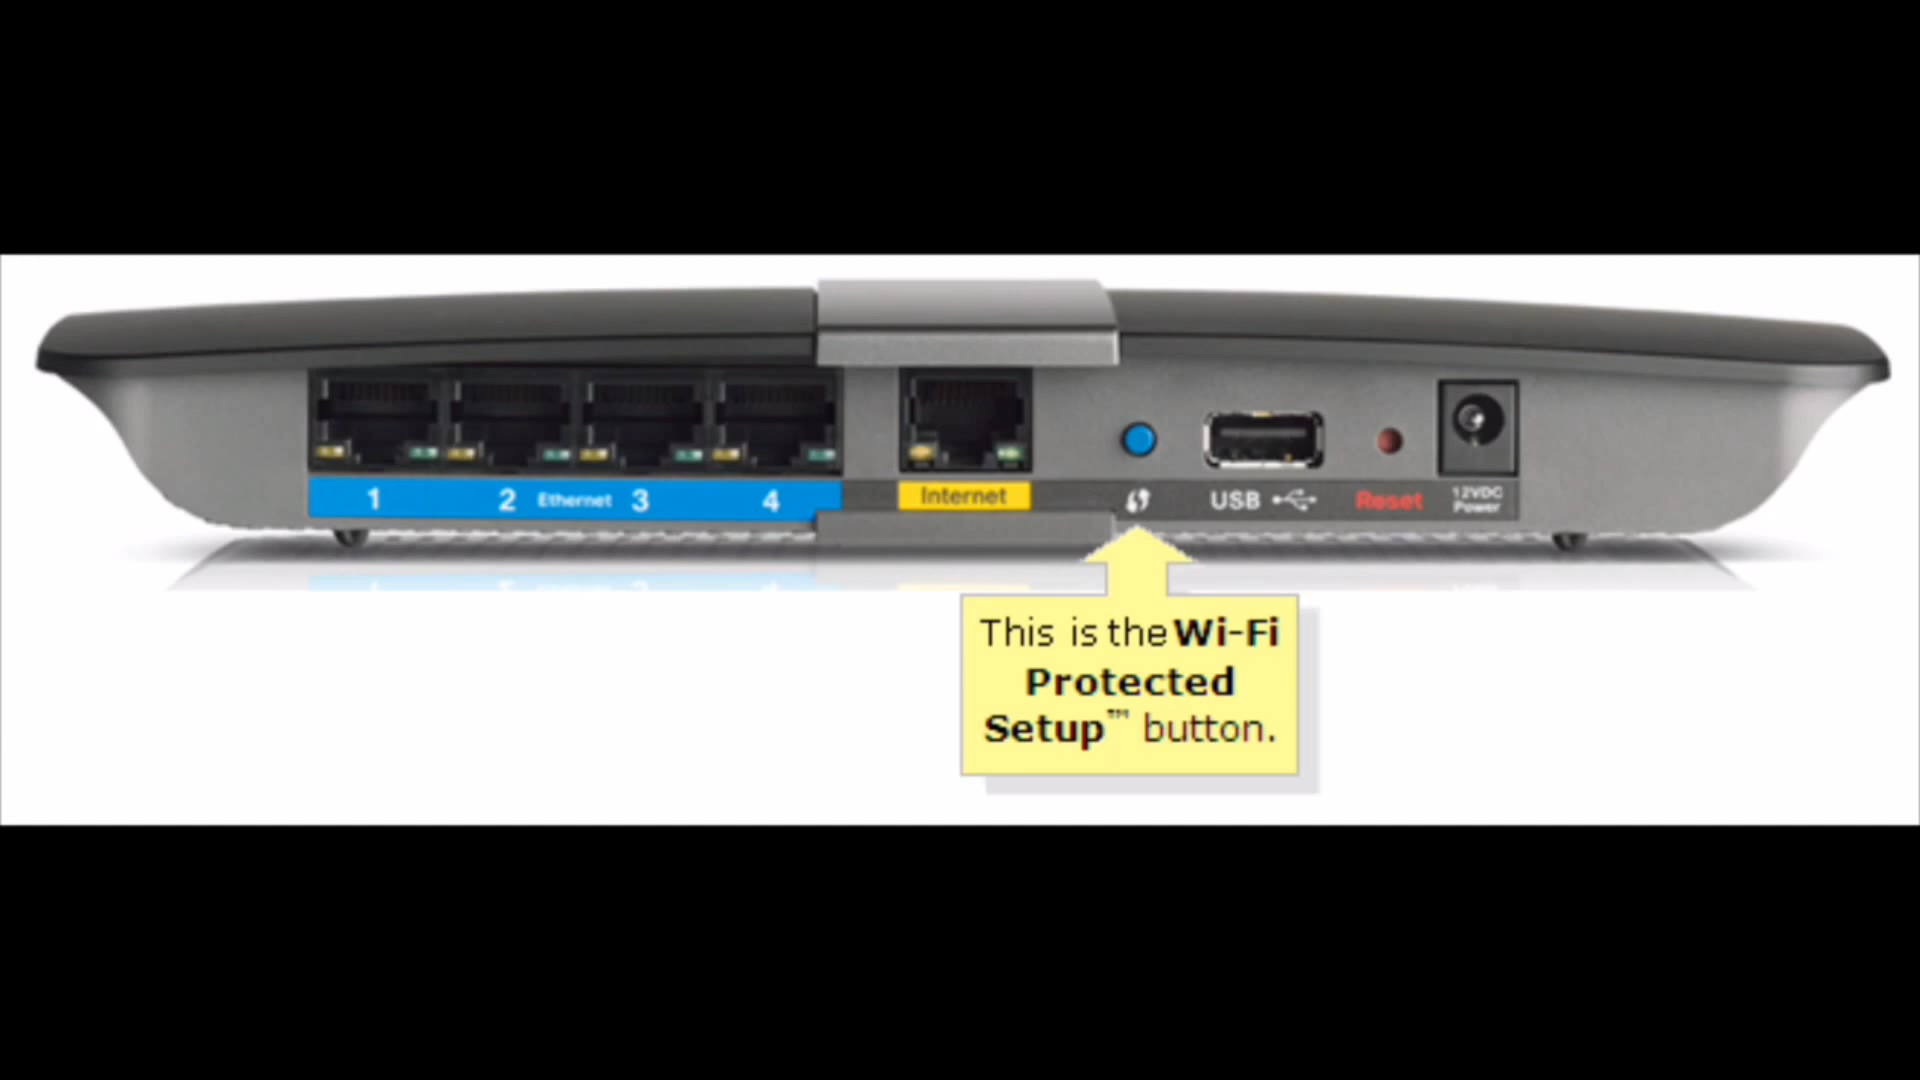 1 2 Ethernet 3 4
Internet
USB
Reset
12VDC
Power
This is the Wi-Fi
Protected
Setup™ button.